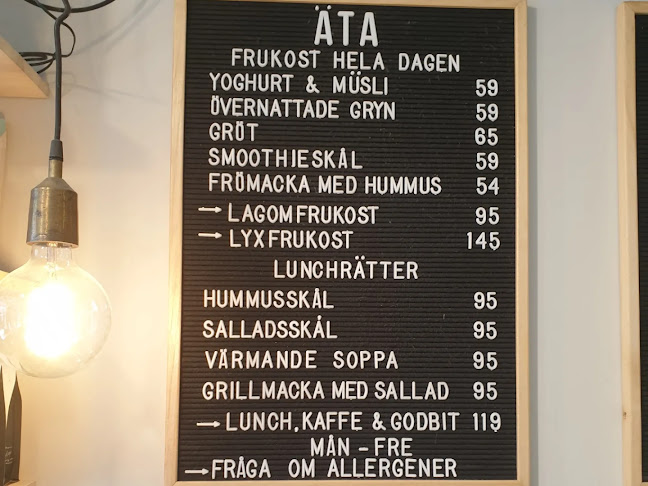 ÄTA
FRUKOST HELA DAGEN
YOGHURT & MÜSLI 59
ÖVERNATTADE GRYN 59
GRÖT 65
SMOOTHIESKÅL 59
FRÖMACKA MED HUMMUS 54
→ LAGOMFRUKOST 95
→ LYXFRUKOST 145
LUNCHRÄTTER
HUMMUSSKÅL 95
SALLADSSKÅL 95
VÄRMANDE SOPPA 95
GRILLMACKA MED SALLAD 95
→ LUNCH, KAFFE & GODBIT 119
MÅN - FRE
→ FRÅGA OM ALLERGENER